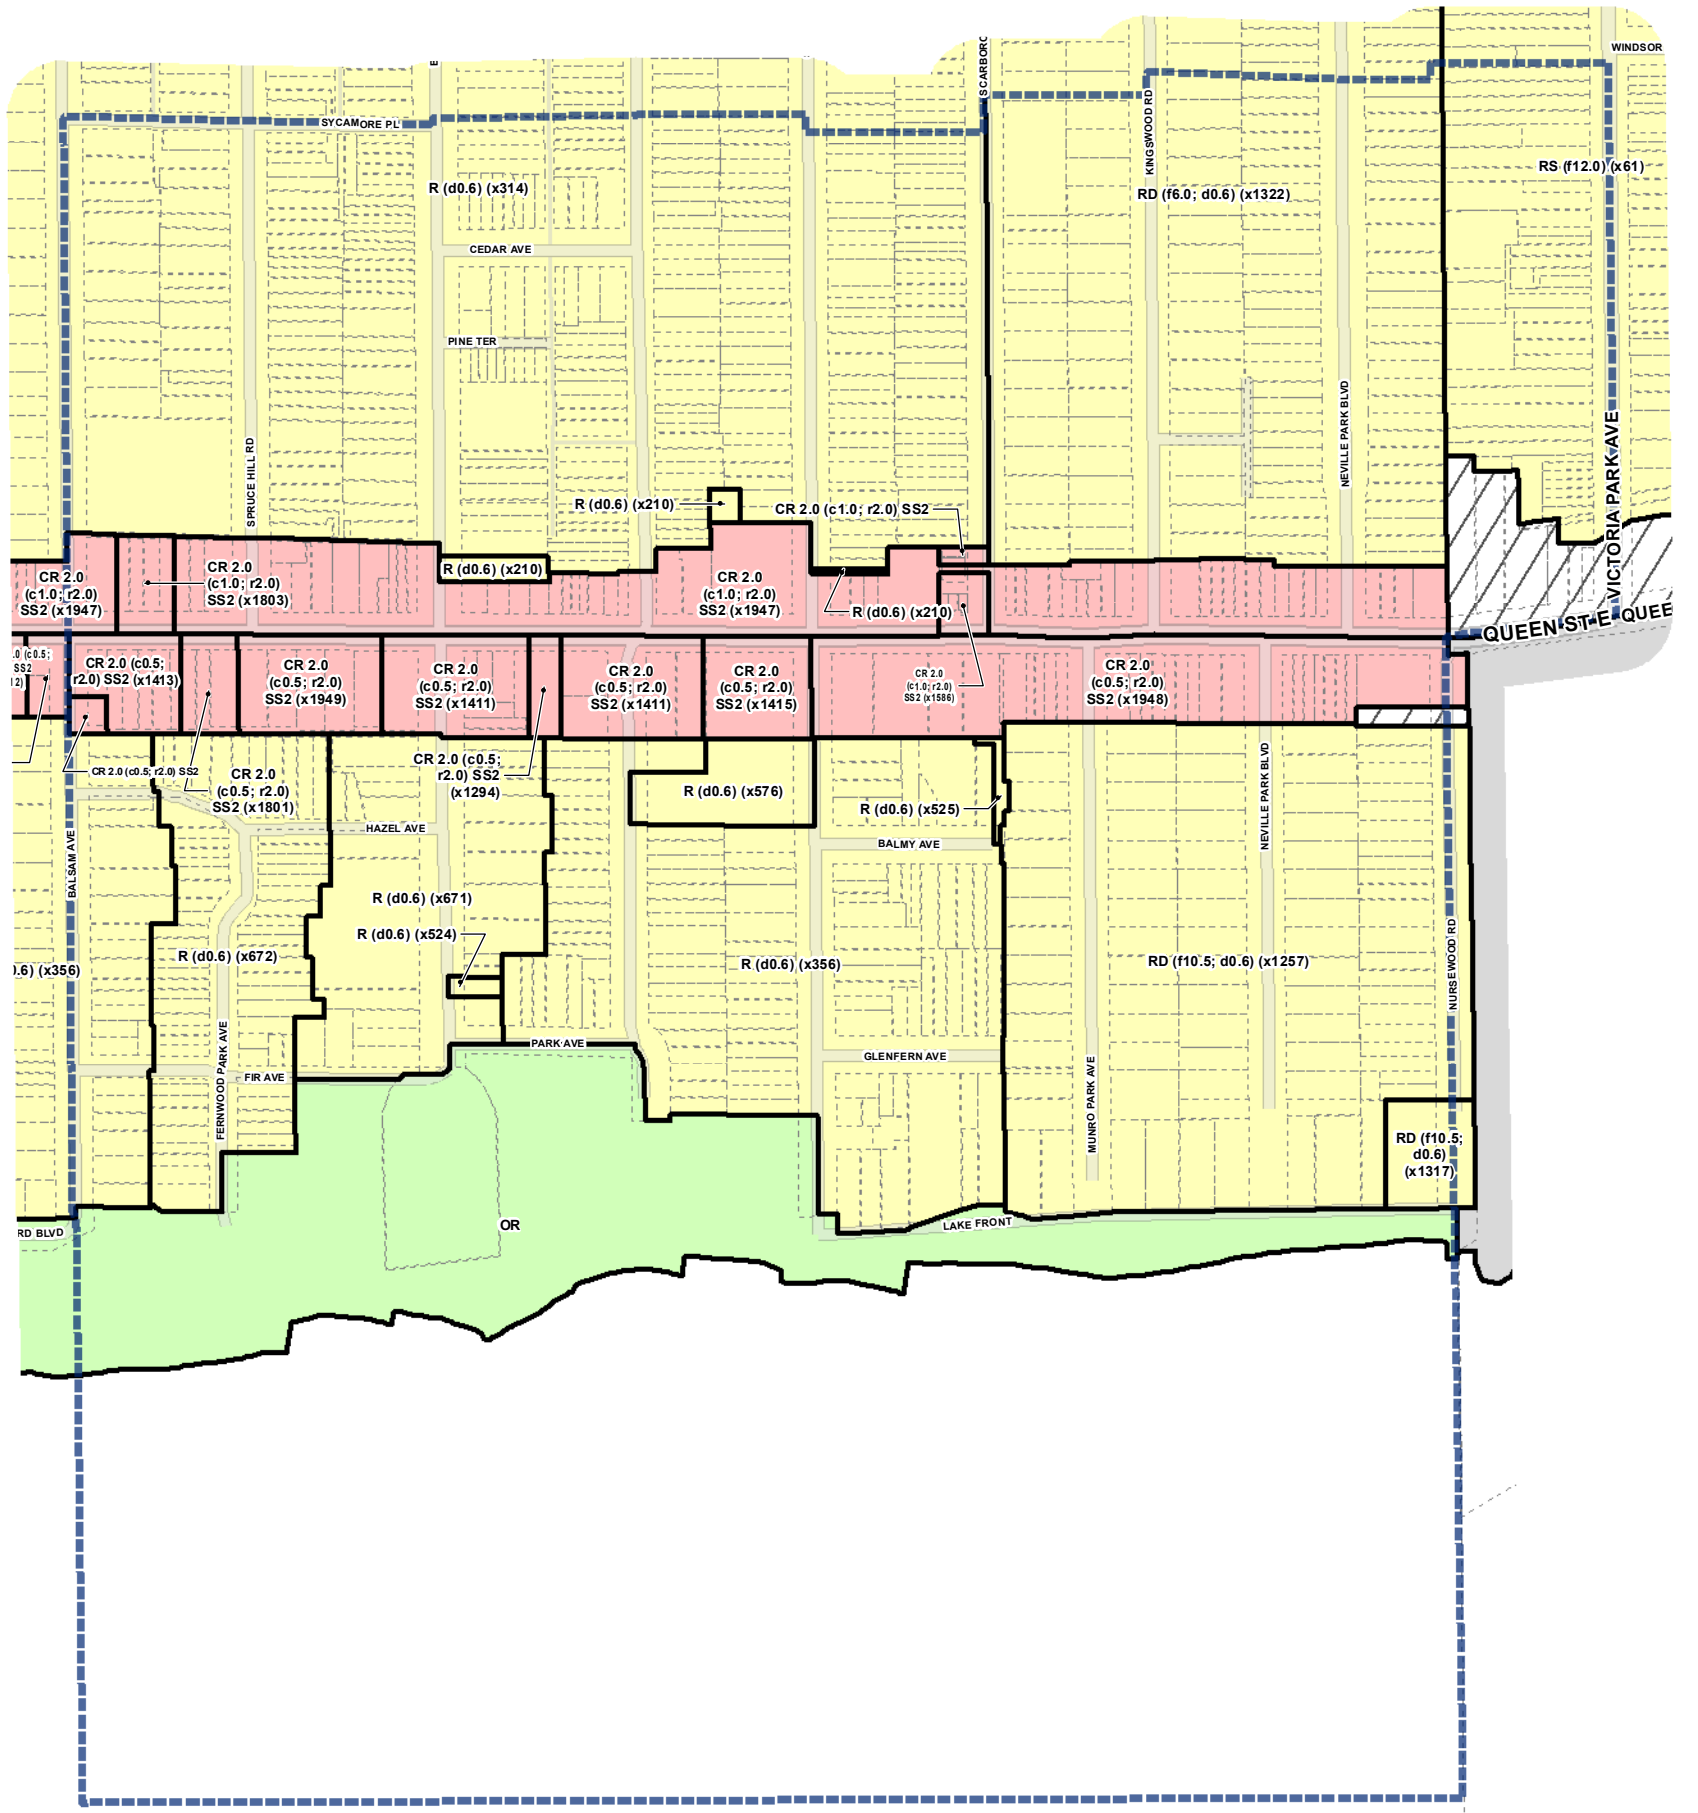 WINDSOR
SCARBORO
SYCAMORE PL
KINGSWOOD RD
RS (f12.0) (x61)
R (d0.6) (x314)
RD (f6.0; d0.6) (x1322)
CEDAR AVE
PINE TER
NEVILLE PARK BLVD
SPRUCE HILL RD
VICTORIA PARK AVE
R (d0.6) (x210)
CR 2.0 (c1.0; r2.0) SS2
CR 2.0
(c1.0; r2.0)
SS2 (x1947)
CR 2.0
(c1.0; r2.0)
SS2 (x1803)
R (d0.6) (x210)
CR 2.0
(c1.0; r2.0)
SS2 (x1947)
R (d0.6) (x210)
QUEEN ST E
QUEE
.0 (c0.5;
SS2
12)
CR 2.0 (c0.5;
r2.0) SS2 (x1413)
CR 2.0
(c0.5; r2.0)
SS2 (x1949)
CR 2.0
(c0.5; r2.0)
SS2 (x1411)
CR 2.0
(c0.5; r2.0)
SS2 (x1411)
CR 2.0
(c0.5; r2.0)
SS2 (x1415)
CR 2.0
(c1.0; r2.0)
SS2 (x1586)
CR 2.0
(c0.5; r2.0)
SS2 (x1948)
CR 2.0 (c0.5; r2.0) SS2
CR 2.0
(c0.5; r2.0)
SS2 (x1801)
CR 2.0 (c0.5;
r2.0) SS2
(x1294)
R (d0.6) (x576)
R (d0.6) (x525)
NEVILLE PARK BLVD
HAZEL AVE
BALMY AVE
BALSAM AVE
R (d0.6) (x671)
R (d0.6) (x524)
R (d0.6) (x672)
0.6) (x356)
R (d0.6) (x356)
RD (f10.5; d0.6) (x1257)
NURSEWOOD RD
PARK AVE
GLENFERN AVE
FIR AVE
FERNWOOD PARK AVE
MUNRO PARK AVE
RD (f10.5;
d0.6)
(x1317)
RD BLVD
OR
LAKE FRONT